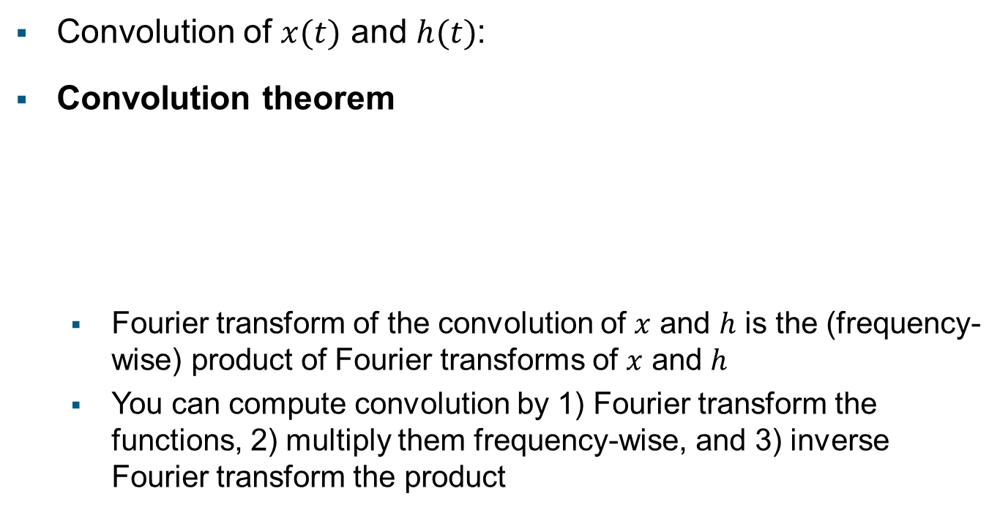 ▪ Convolution of 𝑥(𝑡) and ℎ(𝑡):
▪ Convolution theorem
▪ Fourier transform of the convolution of 𝑥 and ℎ is the (frequency-
wise) product of Fourier transforms of 𝑥 and ℎ
▪ You can compute convolution by 1) Fourier transform the
functions, 2) multiply them frequency-wise, and 3) inverse
Fourier transform the product